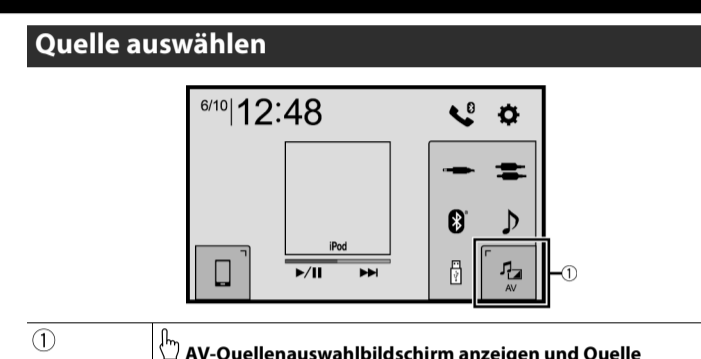 Quelle auswählen
6/10 12:48
iPod
AV
①
①
AV-Quellenauswahlbildschirm anzeigen und Quelle